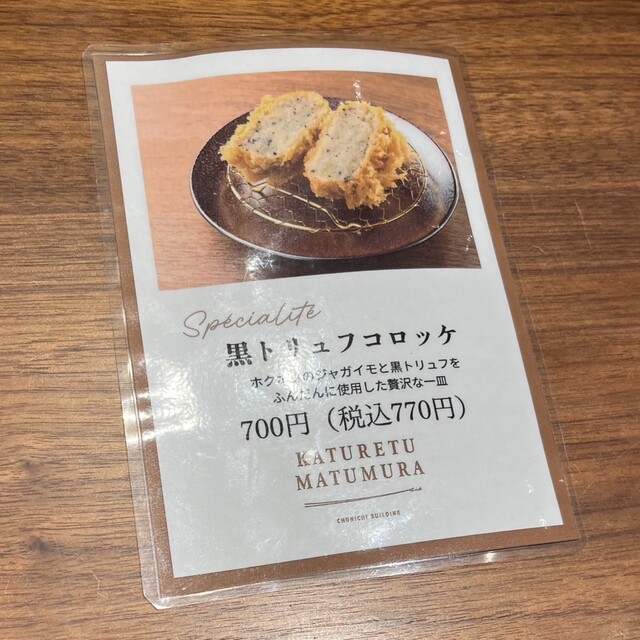 Spécialité
黒トリュフコロッケ
ホクホクのジャガイモと黒トリュフを
ふんだんに使用した贅沢な一皿
700円（税込770円）
KATURETU
MATUMURA
CHUNICHI BUILDING